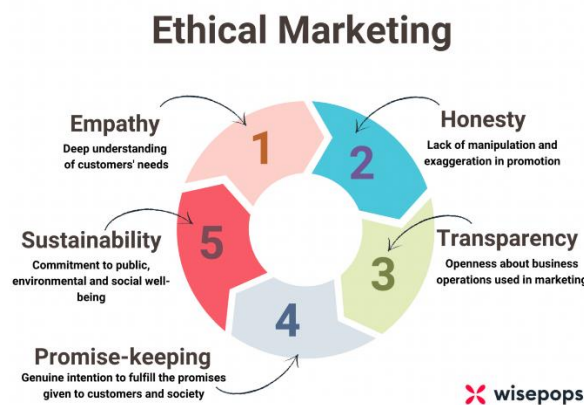 Ethical Marketing
1
Empathy
Deep understanding
of customers' needs
2
Honesty
Lack of manipulation and
exaggeration in promotion
3
Transparency
Openness about business
operations used in marketing
4
Promise-keeping
Genuine intention to fulfill the promises
given to customers and society
5
Sustainability
Commitment to public,
environmental and social well-
being
wisepops